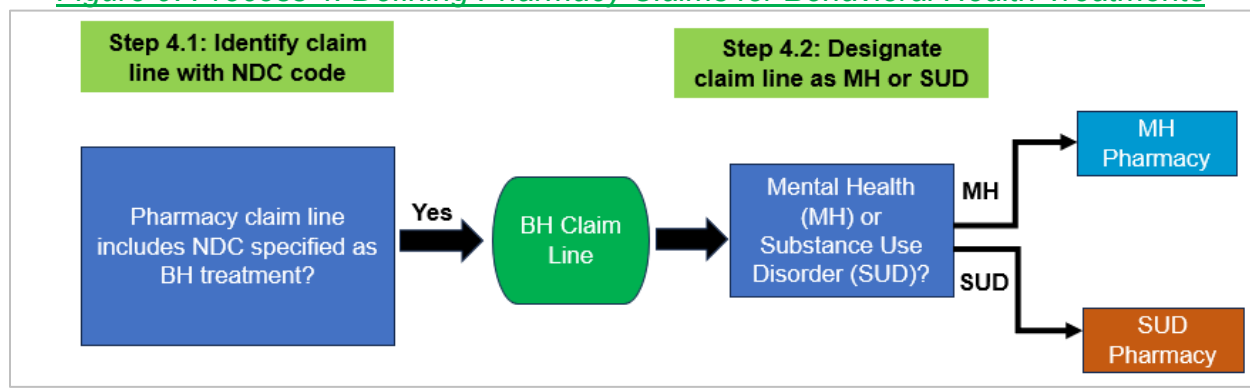 Step 4.1: Identify claim
line with NDC code
Step 4.2: Designate
claim line as MH or SUD
Pharmacy claim line
includes NDC specified as
BH treatment?
Yes
BH Claim
Line
Mental Health
(MH) or
Substance Use
Disorder (SUD)?
MH
SUD
MH
Pharmacy
SUD
Pharmacy